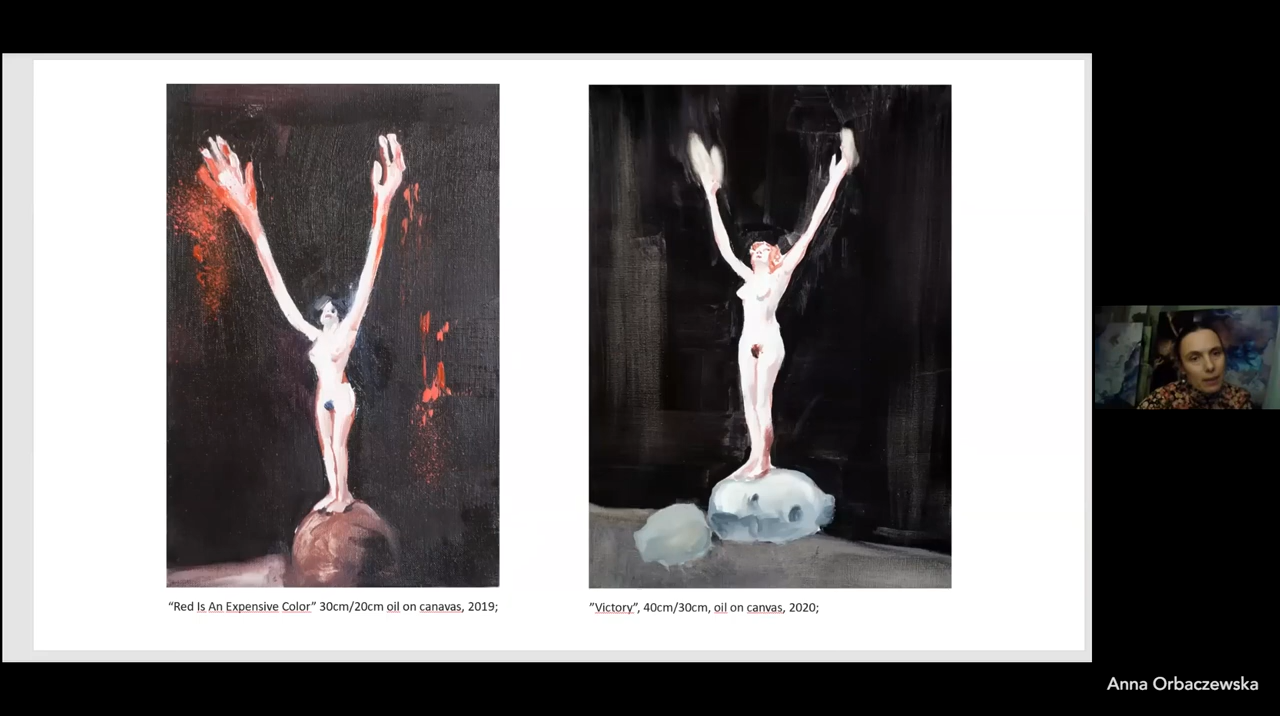 “Red Is An Expensive Color” 30cm/20cm oil on canavas, 2019;
”Victory”, 40cm/30cm, oil on canvas, 2020;
Anna Orbaczewska